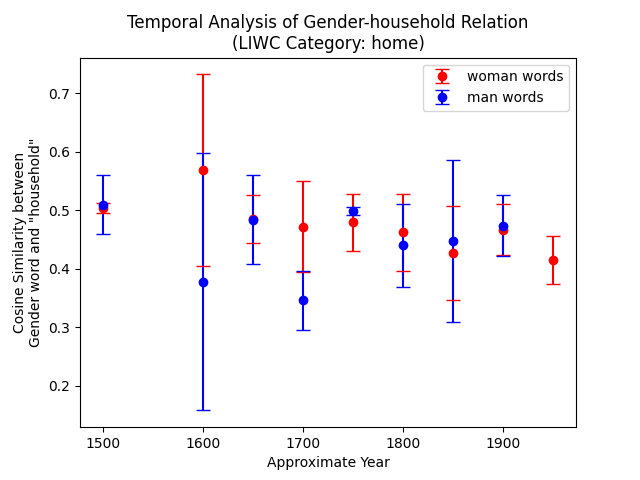 Temporal Analysis of Gender-household Relation
(LIWC Category: home)
woman words
man words
Cosine Similarity between
Gender word and "household"
0.7
0.6
0.5
0.4
0.3
0.2
1500
1600
1700
1800
1900
Approximate Year